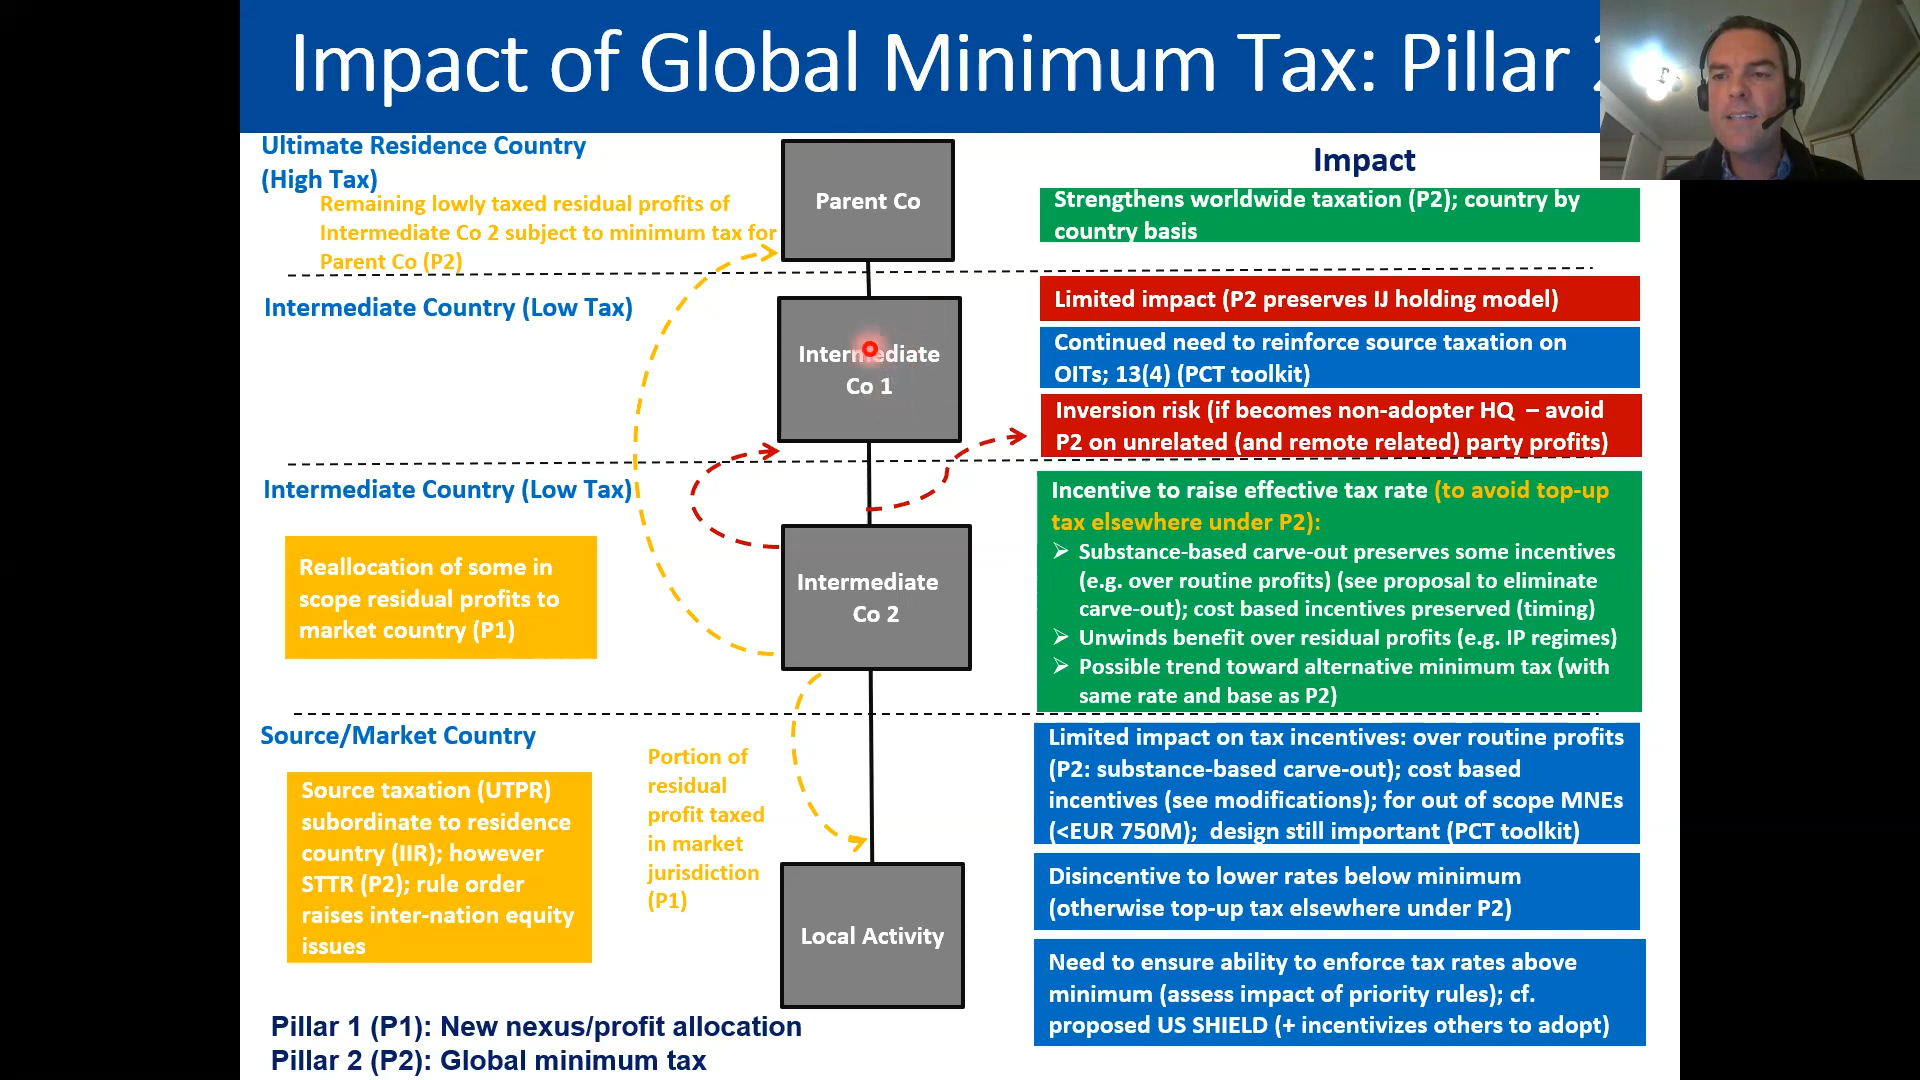 Impact of Global Minimum Tax: Pillar
Ultimate Residence Country
(High Tax)
Remaining lowly taxed residual profits of
Intermediate Co 2 subject to minimum tax for
Parent Co (P2)
Parent Co
Impact
Strengthens worldwide taxation (P2); country by
country basis
Intermediate Country (Low Tax)
Intermediate
Co 1
Limited impact (P2 preserves IJ holding model)
Continued need to reinforce source taxation on
OITs; 13(4) (PCT toolkit)
Inversion risk (if becomes non-adopter HQ – avoid
P2 on unrelated (and remote related) party profits)
Intermediate Country (Low Tax)
Reallocation of some in
scope residual profits to
market country (P1)
Intermediate
Co 2
Incentive to raise effective tax rate (to avoid top-up
tax elsewhere under P2):
➢ Substance-based carve-out preserves some incentives
(e.g. over routine profits) (see proposal to eliminate
carve-out); cost based incentives preserved (timing)
➢ Unwinds benefit over residual profits (e.g. IP regimes)
➢ Possible trend toward alternative minimum tax (with
same rate and base as P2)
Source/Market Country
Source taxation (UTPR)
subordinate to residence
country (IIR); however
STTR (P2); rule order
raises inter-nation equity
issues
Portion of
residual
profit taxed
in market
jurisdiction
(P1)
Local Activity
Limited impact on tax incentives: over routine profits
(P2: substance-based carve-out); cost based
incentives (see modifications); for out of scope MNEs
(<EUR 750M); design still important (PCT toolkit)
Disincentive to lower rates below minimum
(otherwise top-up tax elsewhere under P2)
Need to ensure ability to enforce tax rates above
minimum (assess impact of priority rules); cf.
proposed US SHIELD (+ incentivizes others to adopt)
Pillar 1 (P1): New nexus/profit allocation
Pillar 2 (P2): Global minimum tax